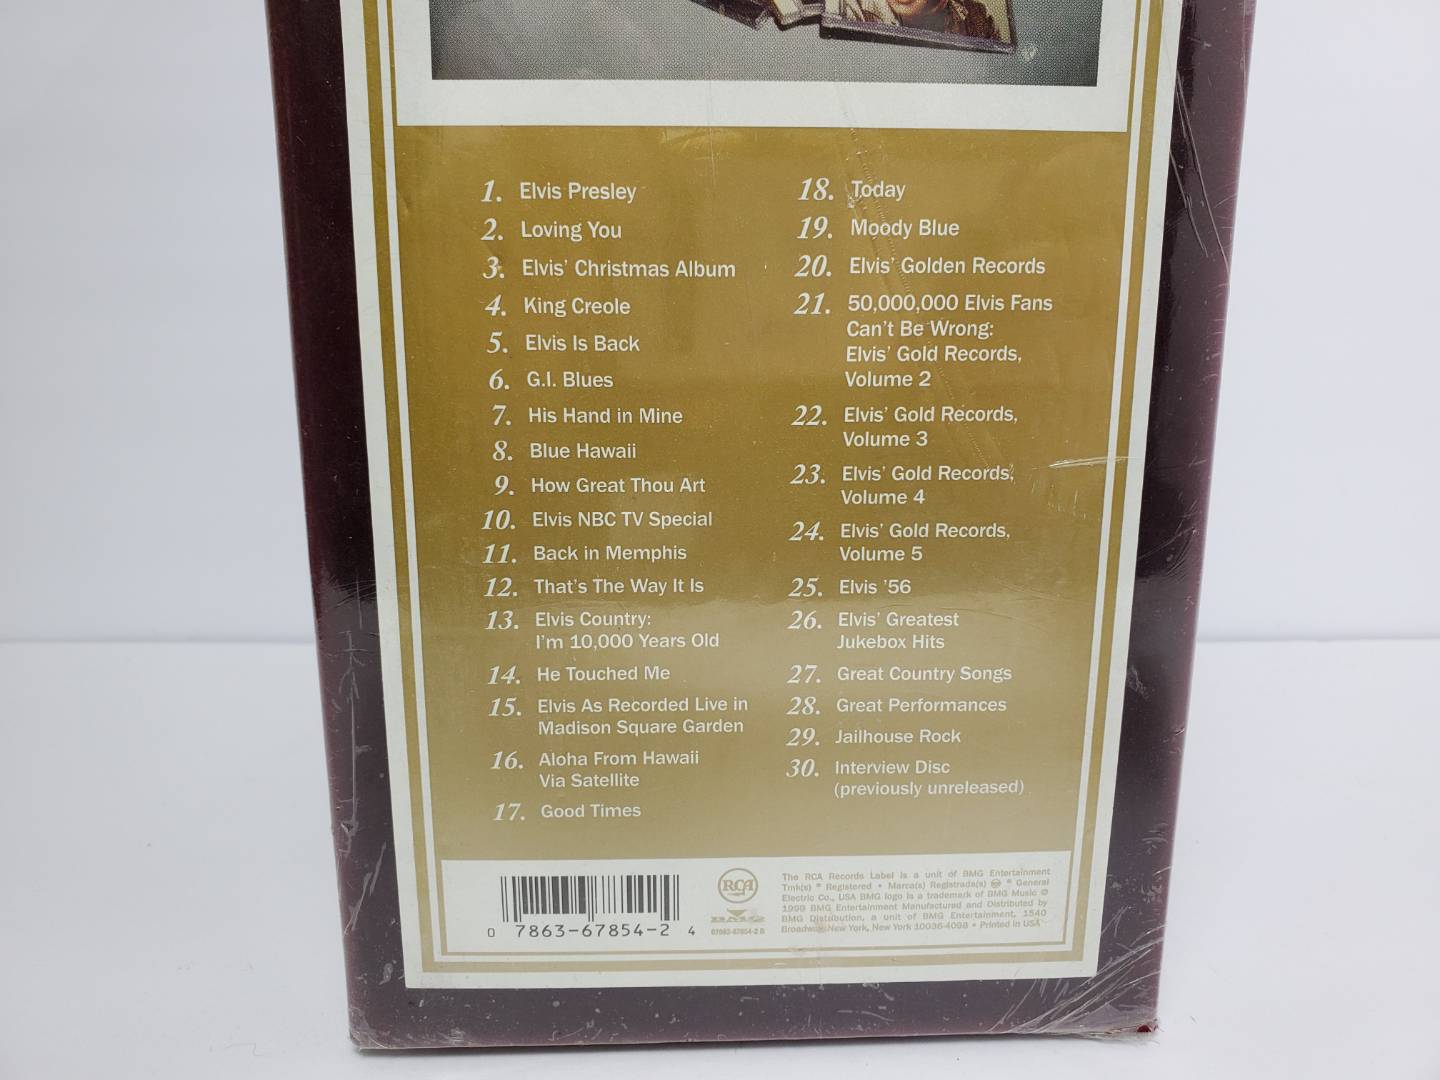 1. Elvis Presley
2. Loving You
3. Elvis' Christmas Album
4. King Creole
5. Elvis Is Back
6. G.I. Blues
7. His Hand in Mine
8. Blue Hawaii
9. How Great Thou Art
10. Elvis NBC TV Special
11. Back in Memphis
12. That's The Way It Is
13. Elvis Country:
I'm 10,000 Years Old
14. He Touched Me
15. Elvis As Recorded Live in
Madison Square Garden
16. Aloha From Hawaii
Via Satellite
17. Good Times
18. Today
19. Moody Blue
20. Elvis' Golden Records
21. 50,000,000 Elvis Fans
Can't Be Wrong:
Elvis' Gold Records,
Volume 2
22. Elvis' Gold Records,
Volume 3
23. Elvis' Gold Records,
Volume 4
24. Elvis' Gold Records,
Volume 5
25. Elvis '56
26. Elvis' Greatest
Jukebox Hits
27. Great Country Songs
28. Great Performances
29. Jailhouse Rock
30. Interview Disc
(previously unreleased)
0 7863-67854-2 4
RCA
BMG
07863-67854-2 B
The RCA Records Label is a unit of BMG Entertainment
Tmk(s) ® Registered • Marca(s) Registrada(s) ® General
Electric Co., USA BMG logo is a trademark of BMG Music ©
1999 BMG Entertainment Manufactured and Distributed by
BMG Distribution, a unit of BMG Entertainment, 1540
Broadway New York, New York 10036-4098 • Printed in USA